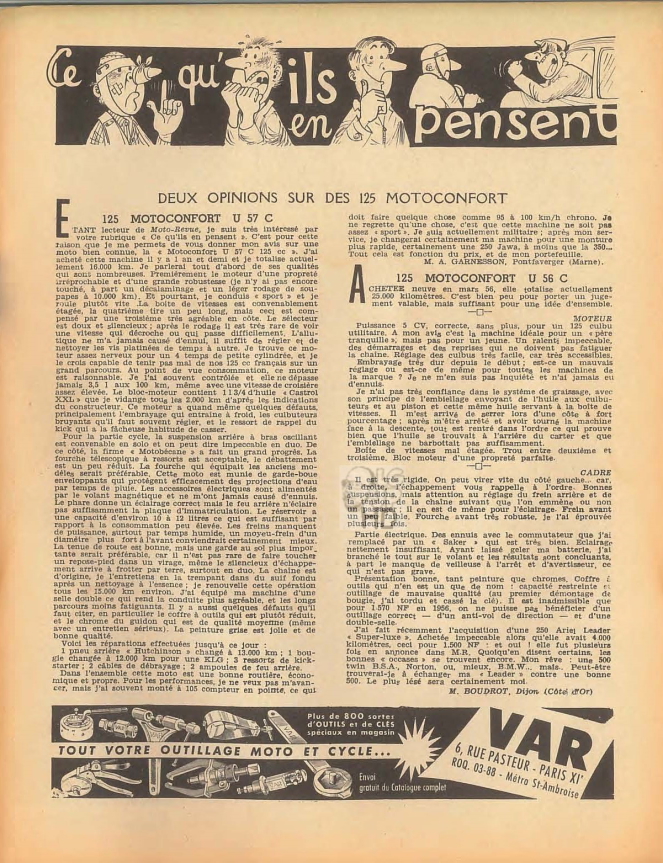 Ce qu'ils en pensent
DEUX OPINIONS SUR DES 125 MOTOCONFORT
125 MOTOCONFORT U 57 C
ETANT lecteur de Moto-Revue, je suis très intéressé par
votre rubrique « Ce qu'ils en pensent ». C'est pour cette
raison que je me permets de vous donner mon avis sur une
moto bien connue, la « Motoconfort U 57 C 125 cc ». J'ai
acheté cette machine il y a 1 an et demi et je totalise actuel-
lement 16.000 km. Je parlerai tout d'abord de ses qualités
qui sont nombreuses. Premièrement le moteur d'une propreté
irréprochable et d'une grande robustesse (je n'y ai pas encore
touché, à part un décalaminage et un léger rodage de sou-
papes à 10.000 km). Et pourtant, je conduis « sport » et je
roule plutôt vite. La boîte de vitesses est convenablement
étagée, la quatrième tire un peu long, mais ceci est com-
pensé par une troisième très agréable en côte. Le sélecteur
est doux et silencieux ; après le rodage il est très rare de voir
une vitesse qui décroche ou qui passe difficilement. L'allu-
tique ne m'a jamais causé d'ennui, il suffit de régler et de
nettoyer les vis platinées de temps à autre. Je trouve ce mo-
teur assez nerveux pour un 4 temps de petite cylindrée, et je
le crois capable de tenir pas mal de nos 125 cc français sur un
grand parcours. Au point de vue consommation, ce moteur
est raisonnable. Je l'ai souvent contrôlée et elle ne dépasse
jamais 3,5 l aux 100 km, même avec une vitesse de croisière
assez élevée. Le bloc-moteur contient 1 l 3/4 d'huile « Castrol
XXL » que je vidange tous les 2.000 km d'après les indications
du constructeur. Ce moteur a quand même quelques défauts,
principalement l'embrayage qui entraîne à froid, les culbuteurs
bruyants qu'il faut souvent régler, et le ressort de rappel du
kick qui a la fâcheuse habitude de casser.
Pour la partie cycle, la suspension arrière à bras oscillant
est convenable en solo et on peut dire impeccable en duo. De
ce côté, la firme « Motobécane » a fait un grand progrès. La
fourche télescopique à ressorts est acceptable, le débattement
est un peu réduit. La fourche qui équipait les anciens mo-
dèles serait préférable. Cette moto est munie de garde-boue
enveloppants qui protègent efficacement des projections d'eau
par temps de pluie. Les accessoires électriques sont alimentés
par le volant magnétique et ne m'ont jamais causé d'ennuis.
Le phare donne un éclairage correct mais le feu arrière n'éclaire
pas suffisamment la plaque d'immatriculation. Le réservoir a
une capacité d'environ 10 à 12 litres ce qui est suffisant par
rapport à la consommation peu élevée. Les freins manquent
de puissance, surtout par temps humide, un moyeu-frein d'un
diamètre plus fort à l'avant conviendrait certainement mieux.
La tenue de route est bonne, mais une garde au sol plus impor-
tante serait préférable, car il n'est pas rare de faire toucher
un repose-pied dans un virage, même le silencieux d'échappe-
ment arrive à frotter par terre, surtout en duo. La chaîne est
d'origine, je l'entretiens en la trempant dans du suif fondu
après un nettoyage à l'essence ; je renouvelle cette opération
tous les 15.000 km environ. J'ai équipé ma machine d'une
selle double ce qui rend la conduite plus agréable, et les longs
parcours moins fatiguants. Il y a aussi quelques défauts qu'il
faut citer, en particulier le coffre à outils qui est plutôt réduit,
et le chrome du guidon qui est de qualité moyenne (même
avec un entretien sérieux). La peinture grise est jolie et de
bonne qualité.
Voici les réparations effectuées jusqu'à ce jour :
1 pneu arrière « Hutchinson » changé à 13.000 km ; 1 bou-
gie changée à 12.000 km pour une KLG ; 3 ressorts de kick-
starter ; 2 câbles de débrayage ; 2 ampoules de feu arrière.
Dans l'ensemble cette moto est une bonne routière, écono-
mique et propre. Pour les performances, je ne veux pas m'avan-
cer, mais j'ai souvent monté à 105 compteur en pointe, ce qui
doit faire quelque chose comme 95 à 100 km/h chrono. Je
ne regrette qu'une chose, c'est que cette machine ne soit pas
assez « sport ». Je suis actuellement militaire ; après mon ser-
vice, je changerai certainement ma machine pour une monture
plus rapide, certainement une 250 Jawa, à moins que la 350...
Tout cela est fonction du prix, et de mon portefeuille.
M. A. GARNESSON, Pontfaverger (Marne).
125 MOTOCONFORT U 56 C
ACHETEE neuve en mars 56, elle totalise actuellement
25.000 kilomètres. C'est bien peu pour porter un juge-
ment valable, mais suffisant pour une idée d'ensemble.
MOTEUR
Puissance 5 CV, correcte, sans plus, pour un 125 culbu
utilitaire. A mon avis c'est la machine idéale pour un « père
tranquille », mais pas pour un jeune. Un ralenti impeccable,
des démarrages et des reprises qui ne doivent pas fatiguer
la chaîne. Réglage des culbus très facile, car très accessibles.
Embrayage très dur depuis le début ; est-ce un mauvais
réglage ou est-ce de même pour toutes les machines de
la marque ? Je ne m'en suis pas inquiété et n'ai jamais eu
d'ennuis.
Je n'ai pas très confiance dans le système de graissage, avec
son principe de l'embiellage envoyant de l'huile aux culbu-
teurs et au piston et cette même huile servant à la boîte de
vitesses. Il m'est arrivé de serrer lors d'une côte à fort
pourcentage ; après m'être arrêté et avoir tourné la machine
face à la descente, tout est rentré dans l'ordre ce qui prouve
bien que l'huile se trouvait à l'arrière du carter et que
l'embiellage ne barbotait pas suffisamment.
Boîte de vitesses mal étagée. Trou entre deuxième et
troisième. Bloc moteur d'une propreté parfaite.
CADRE
Il est très rigide. On peut virer vite du côté gauche... car,
à droite, l'échappement vous rappelle à l'ordre. Bonnes
suspensions, mais attention au réglage du frein arrière et de
la tension de la chaîne suivant que l'on emmène ou non
; il en est de même pour l'éclairage. Frein avant
Fourche avant très robuste, je l'ai éprouvée
fois.
Partie électrique. Des ennuis avec le commutateur que j'ai
remplacé par un « Baker » qui est très bien. Eclairage
nettement insuffisant. Ayant laissé geler ma batterie, j'ai
branché le tout sur le volant et les résultats sont concluants,
à part le manque de veilleuse à l'arrêt et d'avertisseur, ce
qui n'est pas grave.
Présentation bonne, tant peinture que chromes. Coffre à
outils qui n'en est un que de nom : capacité restreinte et
outillage de mauvaise qualité (au premier démontage de
bougie, j'ai tordu et cassé la clé). Il est inadmissible que
pour 1.570 NF en 1956, on ne puisse pas bénéficier d'un
outillage correct — d'un anti-vol de direction — et d'une
double-selle.
J'ai fait récemment l'acquisition d'une 250 Ariel Leader
« Super-luxe ». Achetée impeccable alors qu'elle avait 4.000
kilomètres, ceci pour 1.500 NF : et oui ! elle fut plusieurs
fois en annonce dans M.R. Quoiqu'en disent certains, les
bonnes « occases » se trouvent encore. Mon rêve : une 500
twin B.S.A., Norton, ou, mieux, B.M.W... mais. Peut-être
trouverai-je à échanger ma « Leader » contre une bonne
500. Le plus lésé sera certainement moi.
M. BOUDROT, Dijon (Côte d'Or)
Plus de 800 sortes
d'OUTILS et de CLÉS
spéciaux en magasin
TOUT VOTRE OUTILLAGE MOTO ET CYCLE...
Envoi
gratuit du Catalogue complet
VAR
6, RUE PASTEUR - PARIS XIe
ROQ. 03-88 - Métro St-Ambroise